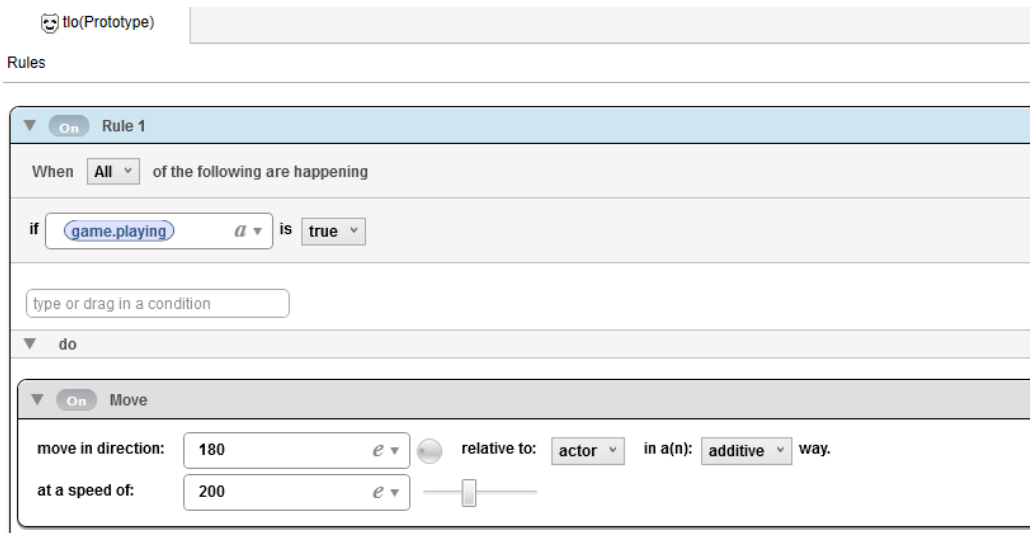 tlo(Prototype)
Rules
On Rule 1
When All of the following are happening
if game.playing a is true
type or drag in a condition
do
On Move
move in direction: 180 e relative to: actor in a(n): additive way.
at a speed of: 200 e